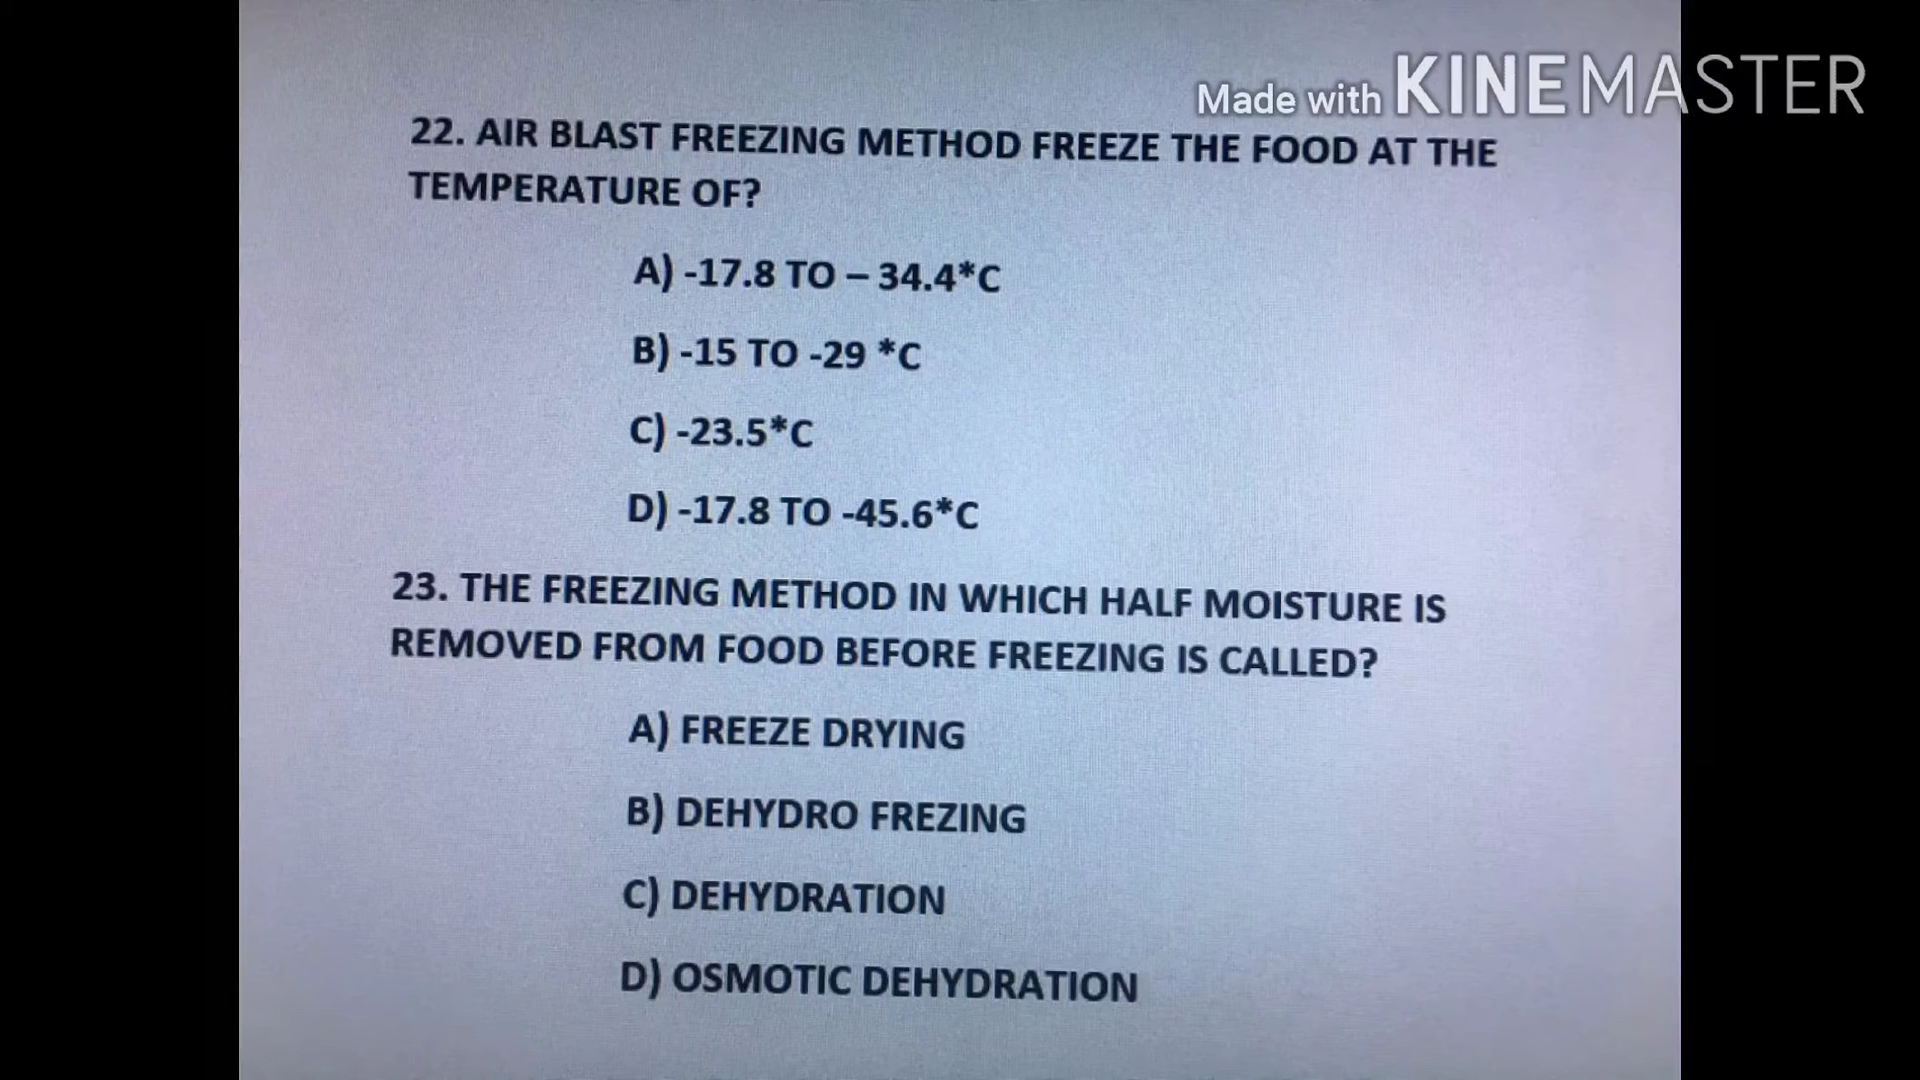 Made with KINEMASTER
22. AIR BLAST FREEZING METHOD FREEZE THE FOOD AT THE
TEMPERATURE OF?
A) -17.8 TO – 34.4*C
B) -15 TO -29 *C
C) -23.5*C
D) -17.8 TO -45.6*C
23. THE FREEZING METHOD IN WHICH HALF MOISTURE IS
REMOVED FROM FOOD BEFORE FREEZING IS CALLED?
A) FREEZE DRYING
B) DEHYDRO FREZING
C) DEHYDRATION
D) OSMOTIC DEHYDRATION